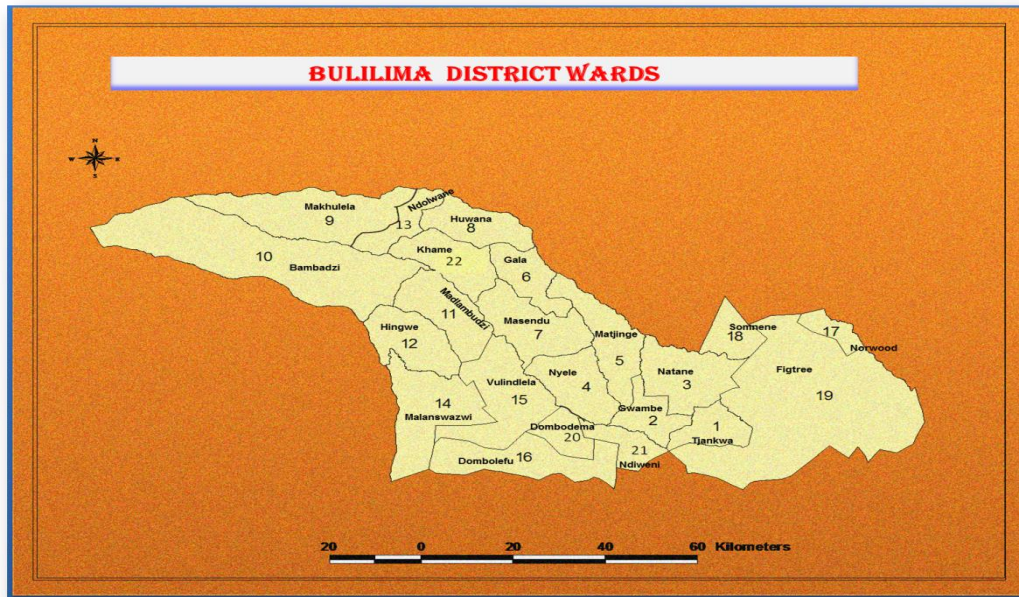 BULILIMA DISTRICT WARDS
N
W E
S
Makhulela
9
Ndolwane
13
Huwana
8
10
Bambadzi
Khame
22
Gala
6
Madlambudzi
11
Hingwe
12
Masendu
7
Matjinge
5
Somnene
18
17
Norwood
Figtree
19
Natane
3
Nyele
4
Vulindlela
15
14
Malanswazwi
Gwambe
2
1
Tjankwa
Dombodema
20
21
Ndiweni
Dombolefu 16
20 0 20 40 60 Kilometers